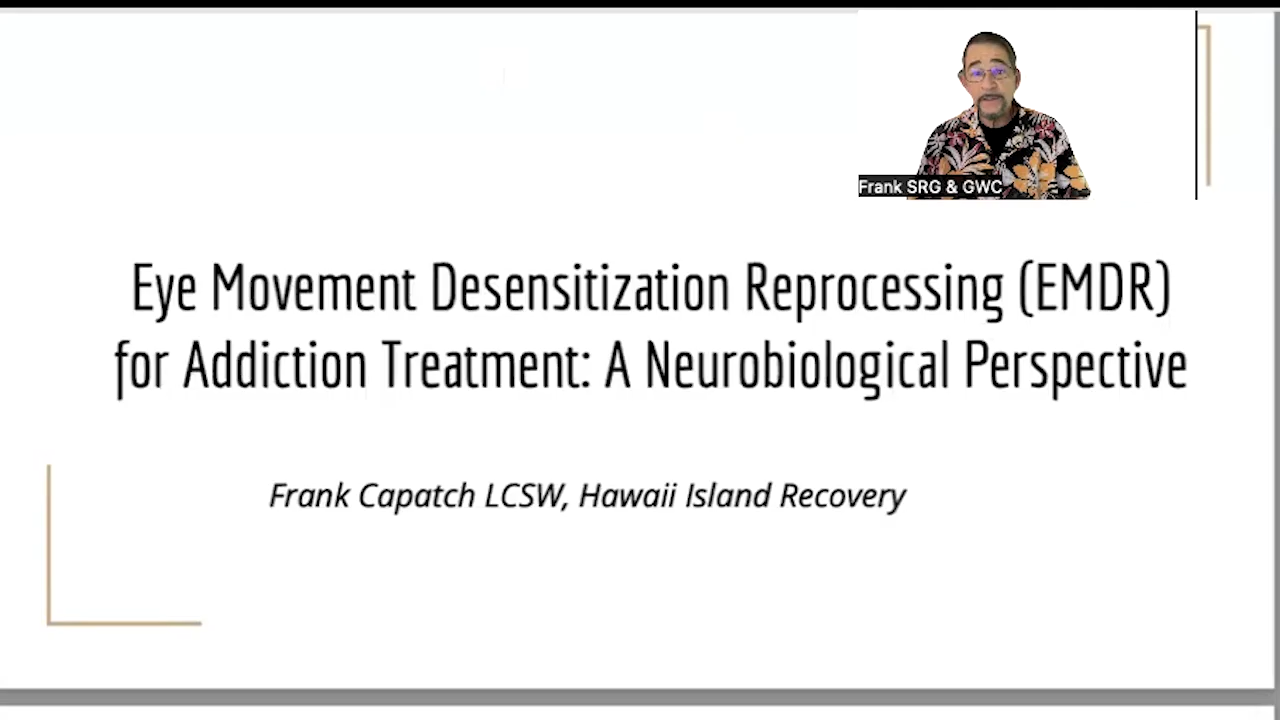 Frank SRG & GWC
Eye Movement Desensitization Reprocessing (EMDR)
for Addiction Treatment: A Neurobiological Perspective
Frank Capatch LCSW, Hawaii Island Recovery